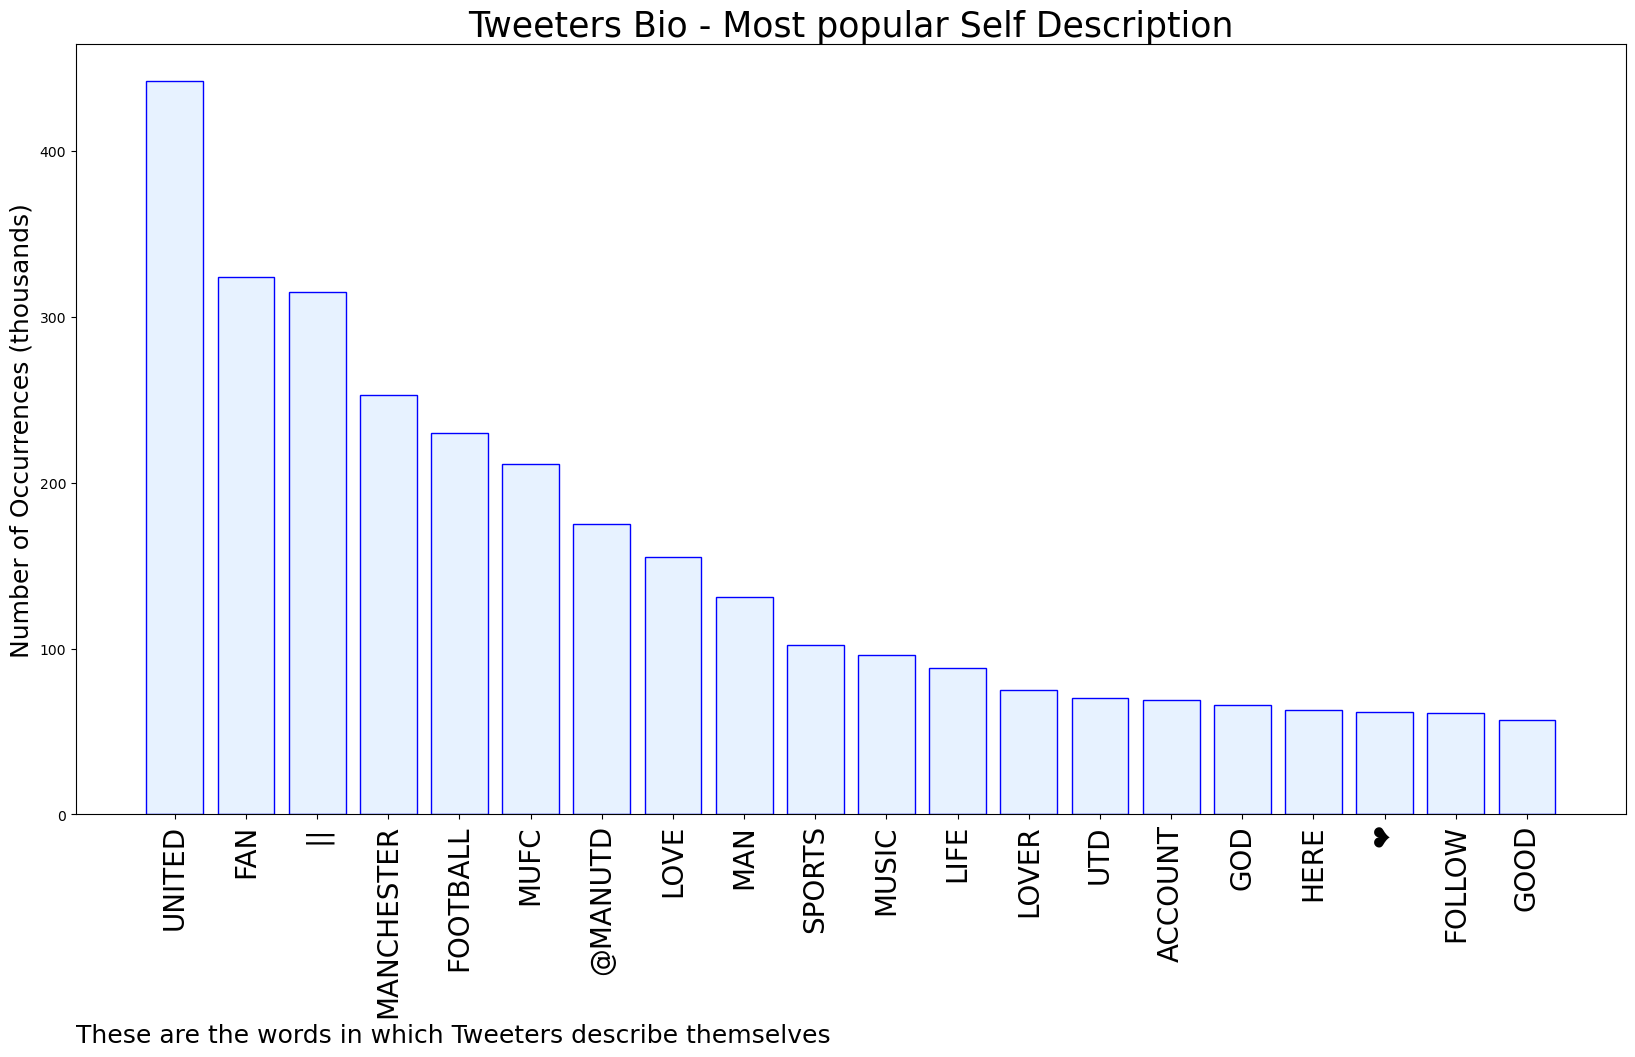 Tweeters Bio - Most popular Self Description
Number of Occurrences (thousands)
400
300
200
100
0
UNITED
FAN
||
MANCHESTER
FOOTBALL
MUFC
@MANUTD
LOVE
MAN
SPORTS
MUSIC
LIFE
LOVER
UTD
ACCOUNT
GOD
HERE
❤
FOLLOW
GOOD
These are the words in which Tweeters describe themselves